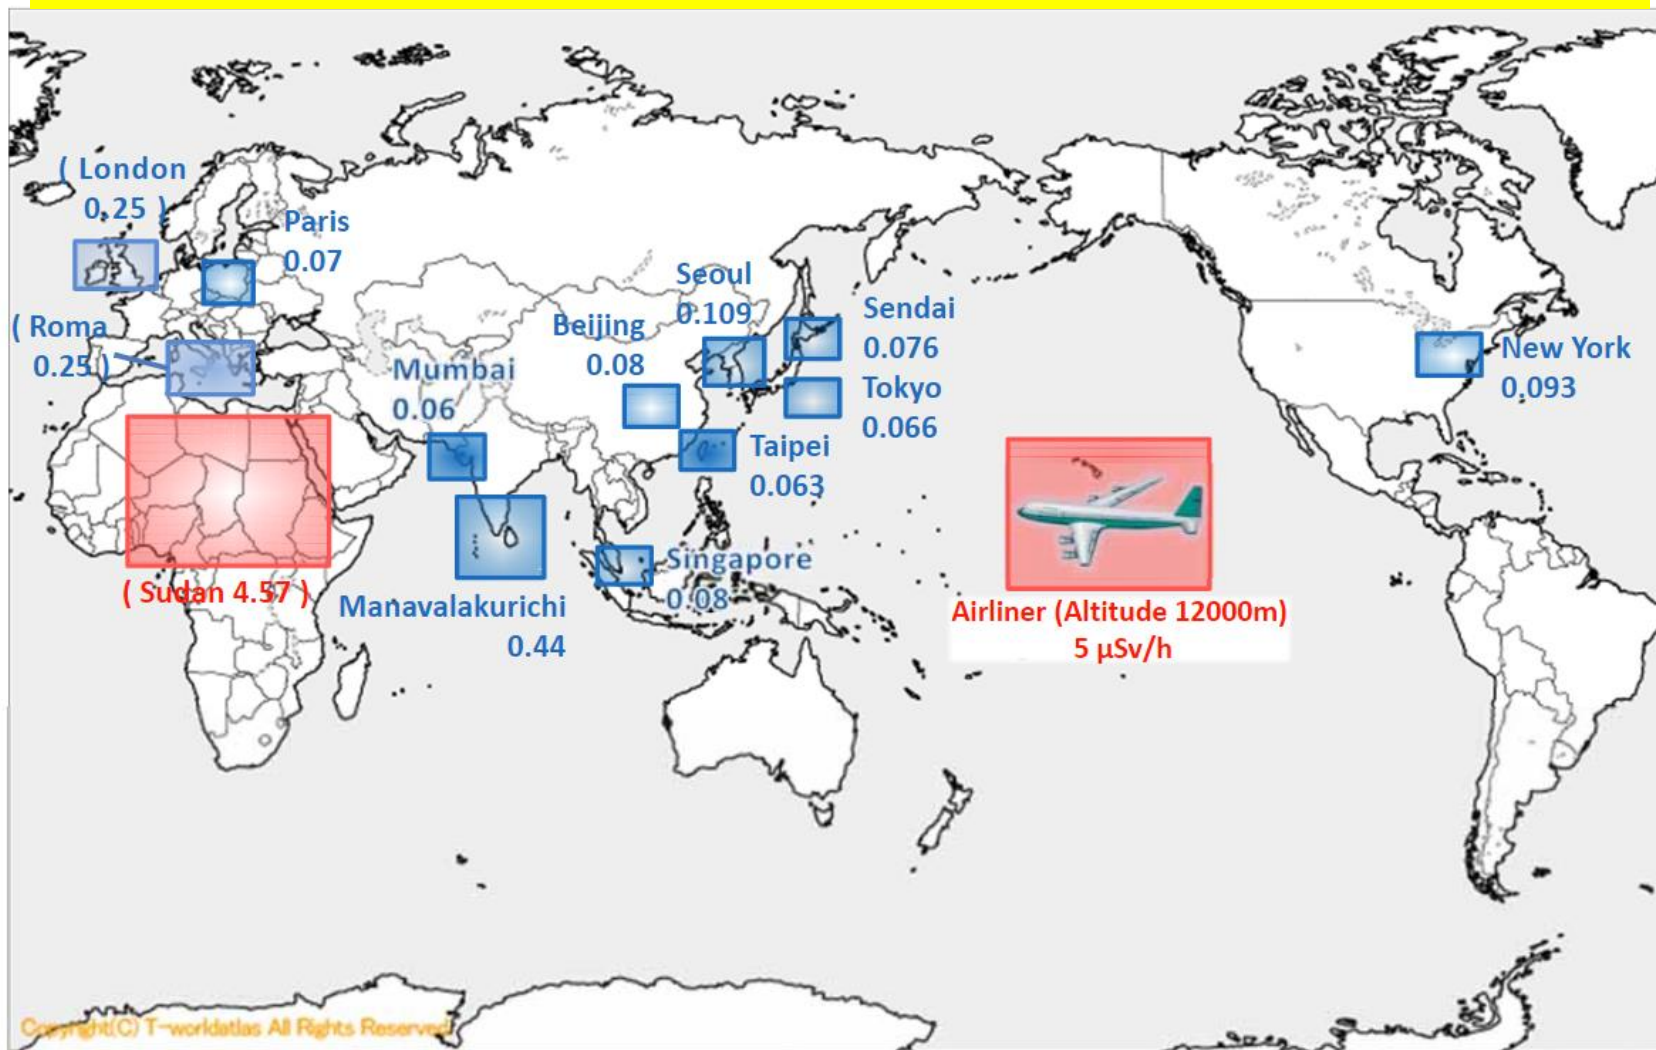 ( London
0.25 )
Paris
0.07
( Roma
0.25 )
Mumbai
0.06
Beijing
0.08
Seoul
0.109
Sendai
0.076
Tokyo
0.066
Taipei
0.063
New York
0,093
( Sudan 4.57 )
Manavalakurichi
0.44
Singapore
0.08
Airliner (Altitude 12000m)
5 μSv/h
Copyright(C) T-worldatlas All Rights Reserved